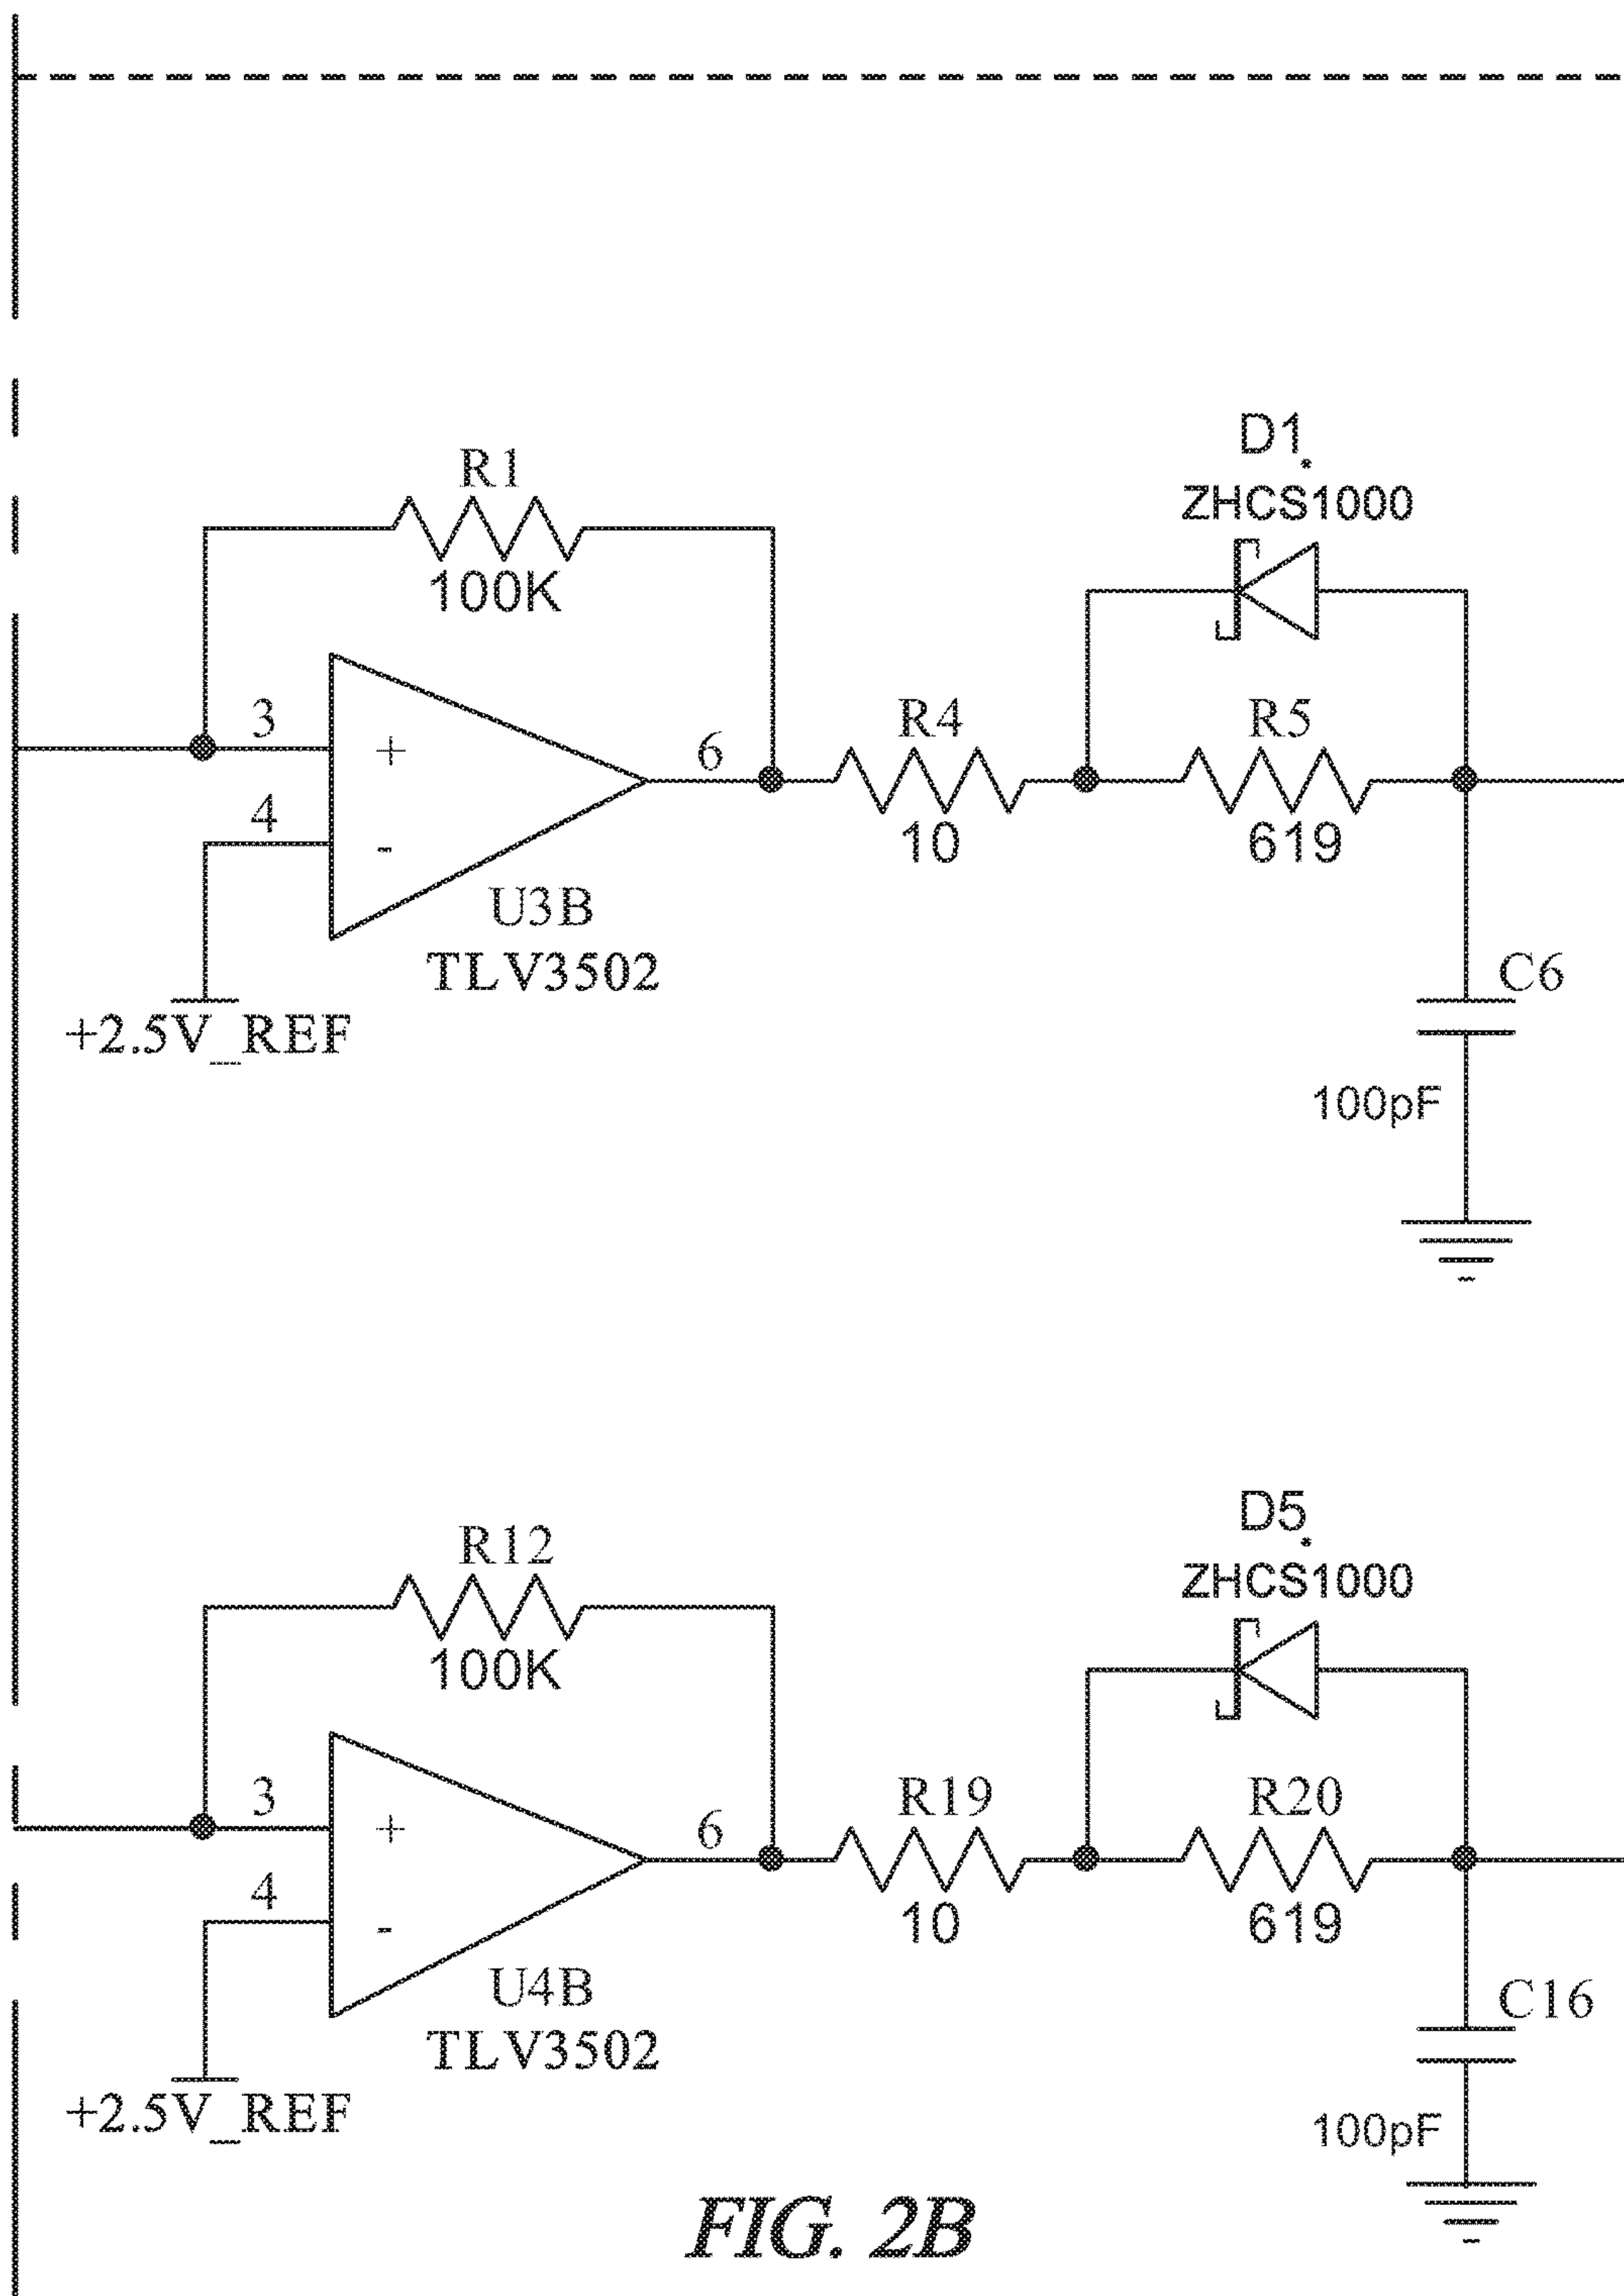 D1
ZHCS1000
R1
100K
3
+
6
R4
R5
4
-
10
619
U3B
TLV3502
C6
+2.5V_REF
100pF
D5
ZHCS1000
R12
100K
3
+
6
R19
R20
4
-
10
619
U4B
TLV3502
C16
+2.5V_REF
100pF
FIG. 2B